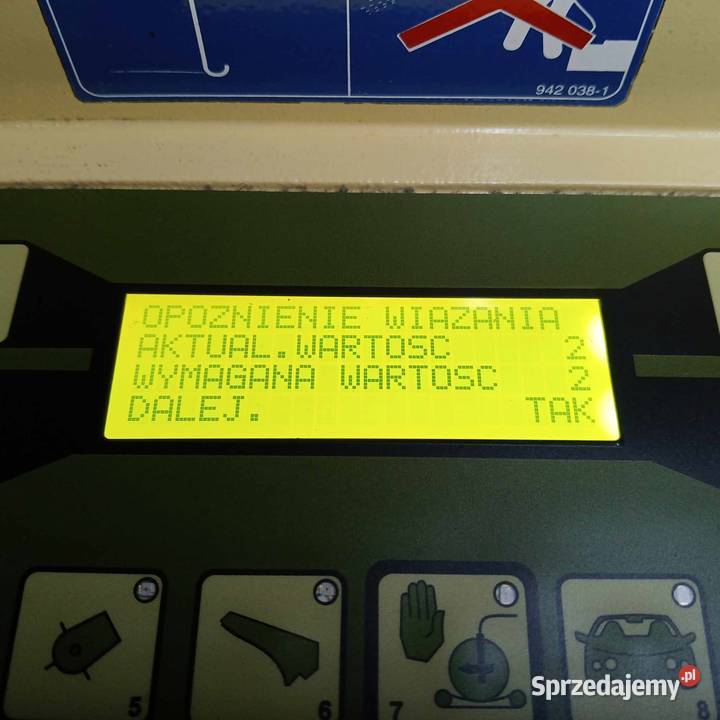 942 038-1
OPOZNIENIE WIAZANIA
AKTUAL.WARTOSC 2
WYMAGANA WARTOSC 2
DALEJ. TAK
5 6 7 8
Sprzedajemy.pl